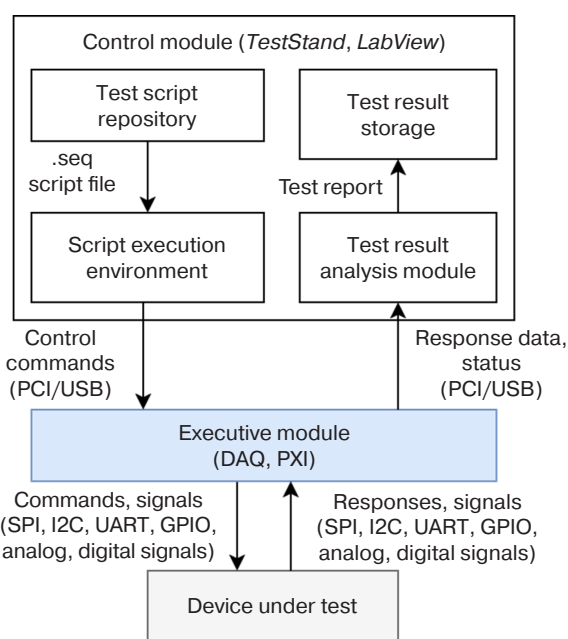 Control module (TestStand, LabView)
Test script
repository
Test result
storage
.seq
script file
Test report
Script execution
environment
Test result
analysis module
Control
commands
(PCI/USB)
Response data,
status
(PCI/USB)
Executive module
(DAQ, PXI)
Commands, signals
(SPI, I2C, UART, GPIO,
analog, digital signals)
Responses, signals
(SPI, I2C, UART, GPIO,
analog, digital signals)
Device under test